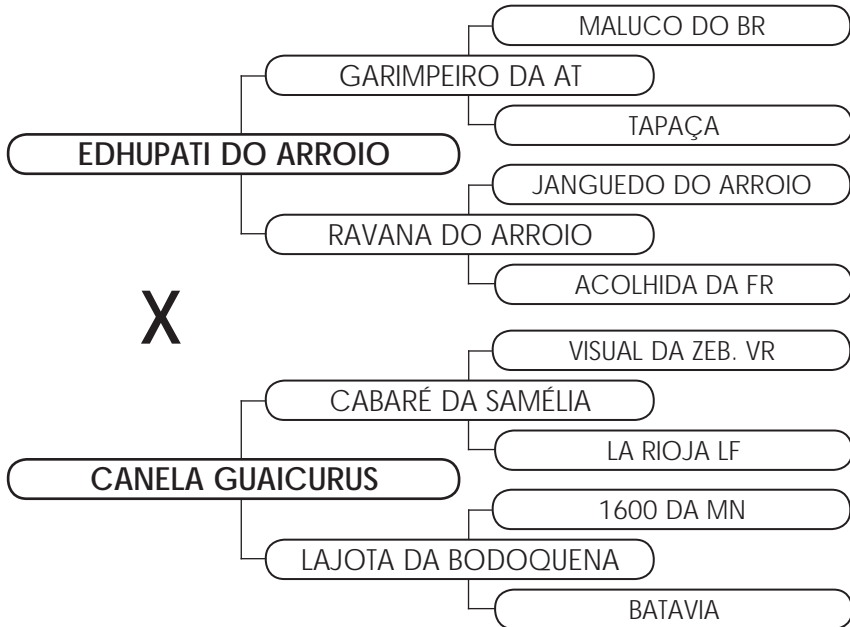 MALUCO DO BR
GARIMPEIRO DA AT
TAPAÇA
EDHUPATI DO ARROIO
JANGUEDO DO ARROIO
RAVANA DO ARROIO
ACOLHIDA DA FR
X
VISUAL DA ZEB. VR
CABARÉ DA SAMÉLIA
LA RIOJA LF
CANELA GUAICURUS
1600 DA MN
LAJOTA DA BODOQUENA
BATAVIA